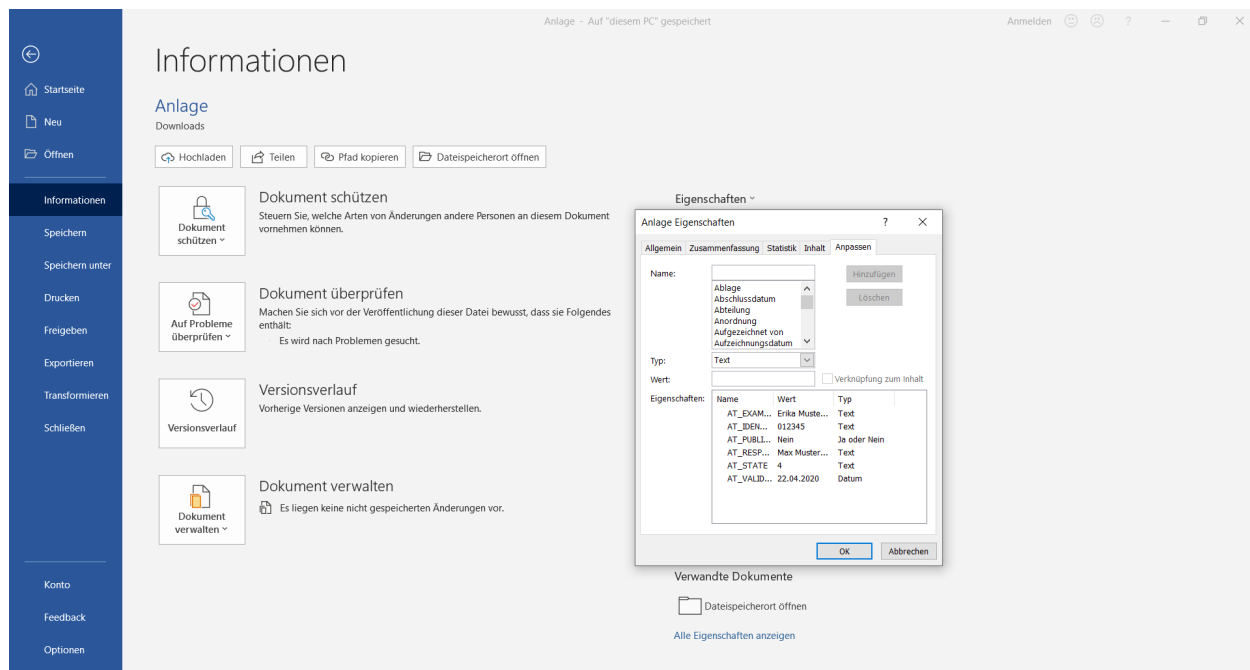 Anlage - Auf "diesem PC" gespeichert
Anmelden
?
Startseite
Neu
Öffnen
Informationen
Speichern
Speichern unter
Drucken
Freigeben
Exportieren
Transformieren
Schließen
Konto
Feedback
Optionen
Informationen
Anlage
Downloads
Hochladen
Teilen
Pfad kopieren
Dateispeicherort öffnen
Dokument
schützen
Dokument schützen
Steuern Sie, welche Arten von Änderungen andere Personen an diesem Dokument
vornehmen können.
Auf Probleme
überprüfen
Dokument überprüfen
Machen Sie sich vor der Veröffentlichung dieser Datei bewusst, dass sie Folgendes
enthält:
Es wird nach Problemen gesucht.
Versionsverlauf
Versionsverlauf
Vorherige Versionen anzeigen und wiederherstellen.
Dokument
verwalten
Dokument verwalten
Es liegen keine nicht gespeicherten Änderungen vor.
Eigenschaften
Anlage Eigenschaften ?
Allgemein Zusammenfassung Statistik Inhalt Anpassen
Name:
Hinzufügen
Löschen
Ablage
Abschlussdatum
Abteilung
Anordnung
Aufgezeichnet von
Aufzeichnungsdatum
Typ: Text
Wert: Verknüpfung zum Inhalt
Eigenschaften: Name Wert Typ
AT_EXAM... Erika Muste... Text
AT_IDEN... 012345 Text
AT_PUBLI... Nein Ja oder Nein
AT_RESP... Max Muster... Text
AT_STATE 4 Text
AT_VALID... 22.04.2020 Datum
OK Abbrechen
Verwandte Dokumente
Dateispeicherort öffnen
Alle Eigenschaften anzeigen